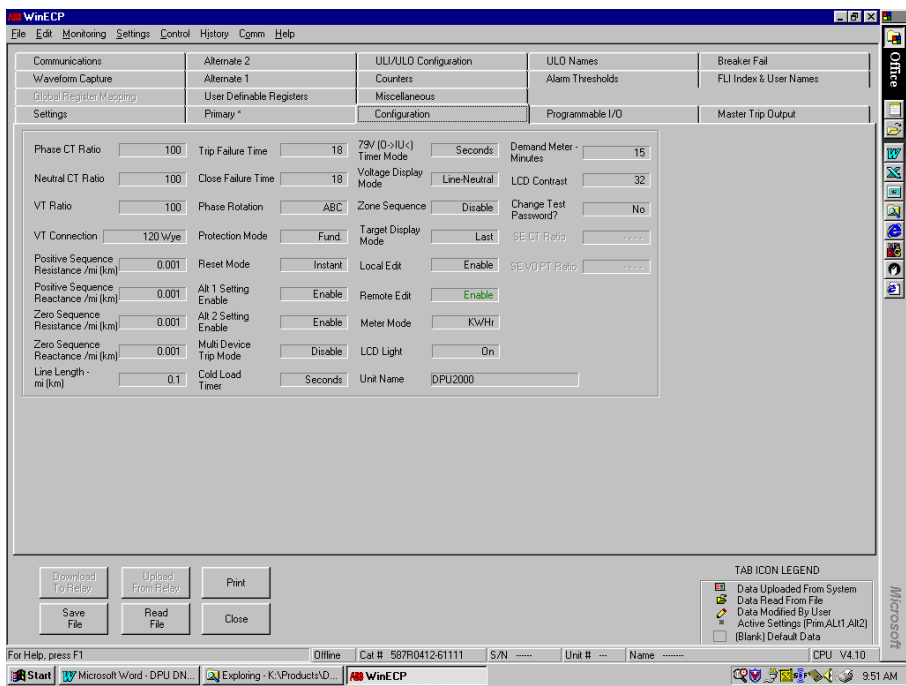 ABB WinECP
File Edit Monitoring Settings Control History Comm Help
Communications Alternate 2 ULI/ULO Configuration ULO Names Breaker Fail
Waveform Capture Alternate 1 Counters Alarm Thresholds FLI Index & User Names
Global Register Mapping User Definable Registers Miscellaneous
Settings Primary * Configuration Programmable I/O Master Trip Output
Phase CT Ratio 100 Trip Failure Time 18 79V (O->IU<) Timer Mode Seconds Demand Meter - Minutes 15
Neutral CT Ratio 100 Close Failure Time 18 Voltage Display Mode Line-Neutral LCD Contrast 32
VT Ratio 100 Phase Rotation ABC Zone Sequence Disable Change Test Password? No
VT Connection 120 Wye Protection Mode Fund. Target Display Mode Last SE CT Ratio ----
Positive Sequence Resistance /mi (km) 0.001 Reset Mode Instant Local Edit Enable SE V0 PT Ratio ----
Positive Sequence Reactance /mi (km) 0.001 Alt 1 Setting Enable Enable Remote Edit Enable
Zero Sequence Resistance /mi (km) 0.001 Alt 2 Setting Enable Enable Meter Mode KWHr
Zero Sequence Reactance /mi (km) 0.001 Multi Device Trip Mode Disable LCD Light On
Line Length - mi (km) 0.1 Cold Load Timer Seconds Unit Name DPU2000
Download To Relay Upload From Relay Print
Save File Read File Close
TAB ICON LEGEND
Data Uploaded From System
Data Read From File
Data Modified By User
* Active Settings (Prim,ALt1,Alt2)
(Blank) Default Data
For Help, press F1 Offline Cat # 587R0412-61111 S/N ------ Unit # --- Name -------- CPU V4.10
Start Microsoft Word - DPU DN... Exploring - K:\Products\D... ABB WinECP 9:51 AM
Office
Microsoft